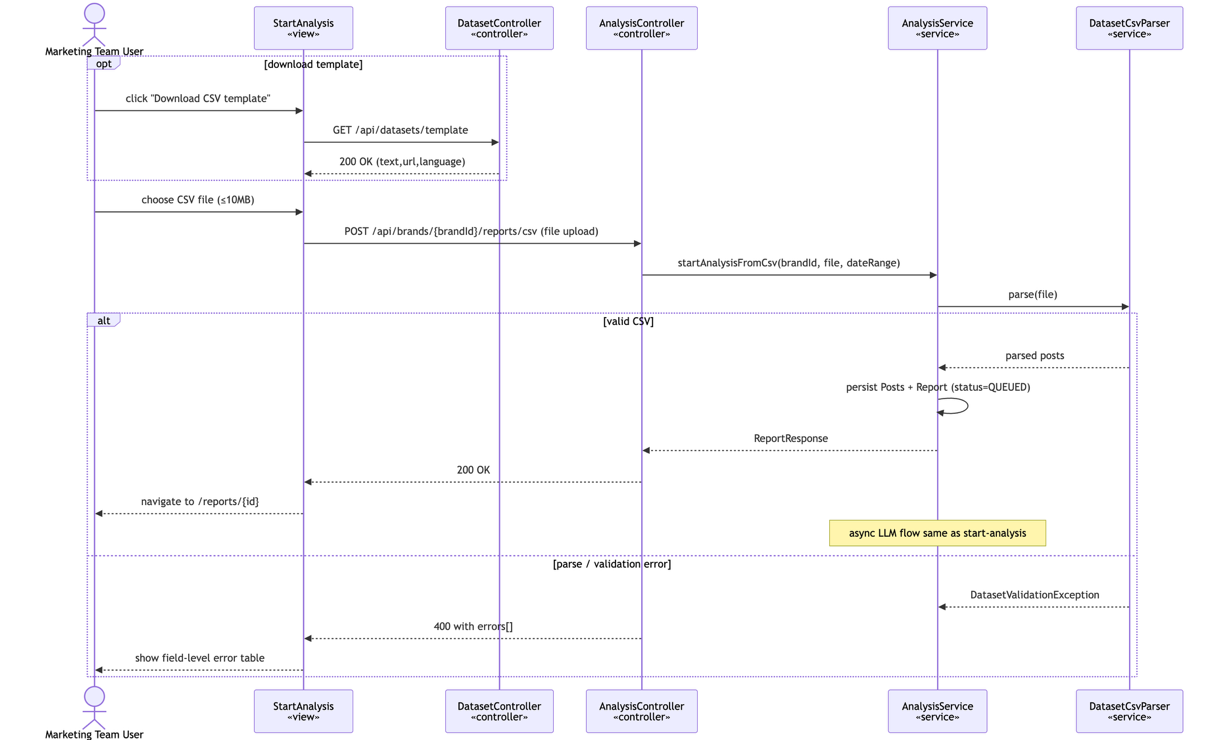 StartAnalysis
«view»
DatasetController
«controller»
AnalysisController
«controller»
AnalysisService
«service»
DatasetCsvParser
«service»
Marketing Team User
opt
[download template]
click "Download CSV template"
GET /api/datasets/template
200 OK (text,url,language)
choose CSV file (≤10MB)
POST /api/brands/{brandId}/reports/csv (file upload)
startAnalysisFromCsv(brandId, file, dateRange)
parse(file)
alt
[valid CSV]
parsed posts
persist Posts + Report (status=QUEUED)
ReportResponse
200 OK
navigate to /reports/{id}
async LLM flow same as start-analysis
[parse / validation error]
DatasetValidationException
400 with errors[]
show field-level error table
StartAnalysis
«view»
DatasetController
«controller»
AnalysisController
«controller»
AnalysisService
«service»
DatasetCsvParser
«service»
Marketing Team User